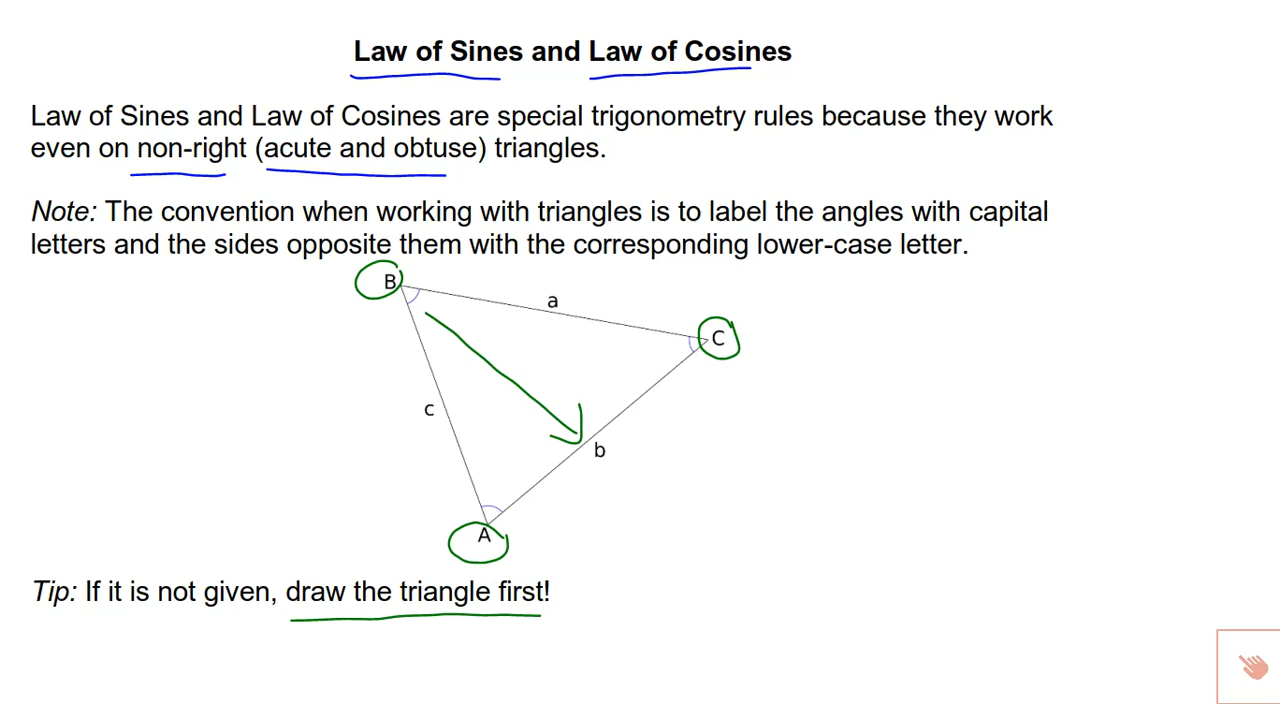 Law of Sines and Law of Cosines
Law of Sines and Law of Cosines are special trigonometry rules because they work
even on non-right (acute and obtuse) triangles.
Note: The convention when working with triangles is to label the angles with capital
letters and the sides opposite them with the corresponding lower-case letter.
B
a
C
c
b
A
Tip: If it is not given, draw the triangle first!